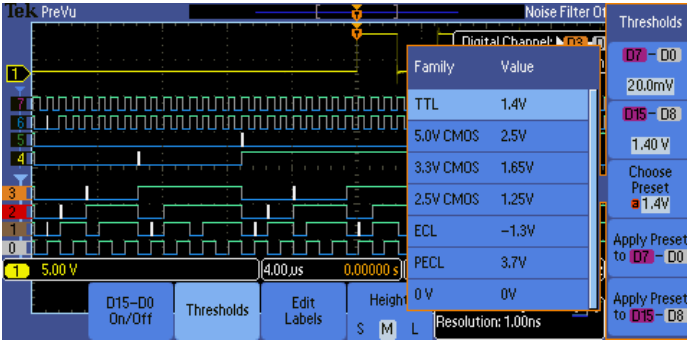 Tek PreVu
Noise Filter Of
Digital Channel: D3
Thresholds
D7 - D0
20.0mV
D15 - D8
1.40 V
Choose
Preset
a 1.4V
Apply Preset
to D7 - D0
Apply Preset
to D15 - D8
Family Value
TTL 1.4V
5.0V CMOS 2.5V
3.3V CMOS 1.65V
2.5V CMOS 1.25V
ECL -1.3V
PECL 3.7V
0 V 0V
1
7
6
5
4
3
2
1
0
1 5.00 V
4.00µs
0.00000 s
D15-D0
On/Off
Thresholds
Edit
Labels
Height
S M L
Resolution: 1.00ns